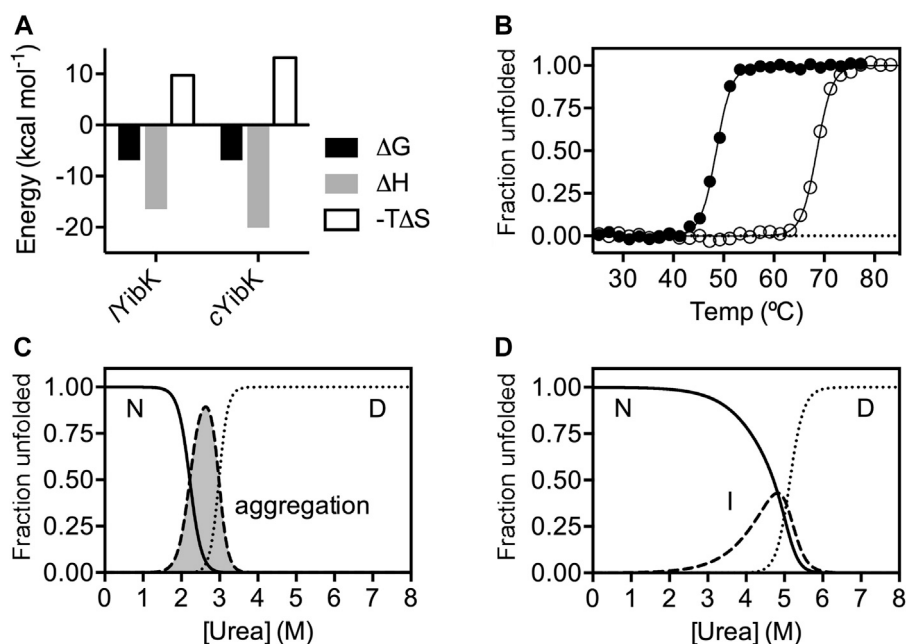 A
Energy (kcal mol⁻¹)
10
0
-10
-20
lYibK
cYibK
ΔG
ΔH
-TΔS
B
Fraction unfolded
1.00
0.75
0.50
0.25
0.00
30 40 50 60 70 80
Temp (ºC)
C
Fraction unfolded
1.00
0.75
0.50
0.25
0.00
N
D
aggregation
0 1 2 3 4 5 6 7 8
[Urea] (M)
D
Fraction unfolded
1.00
0.75
0.50
0.25
0.00
N
D
I
0 1 2 3 4 5 6 7 8
[Urea] (M)